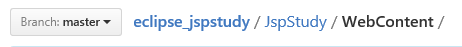 Branch: master eclipse_jspstudy / JspStudy / WebContent /